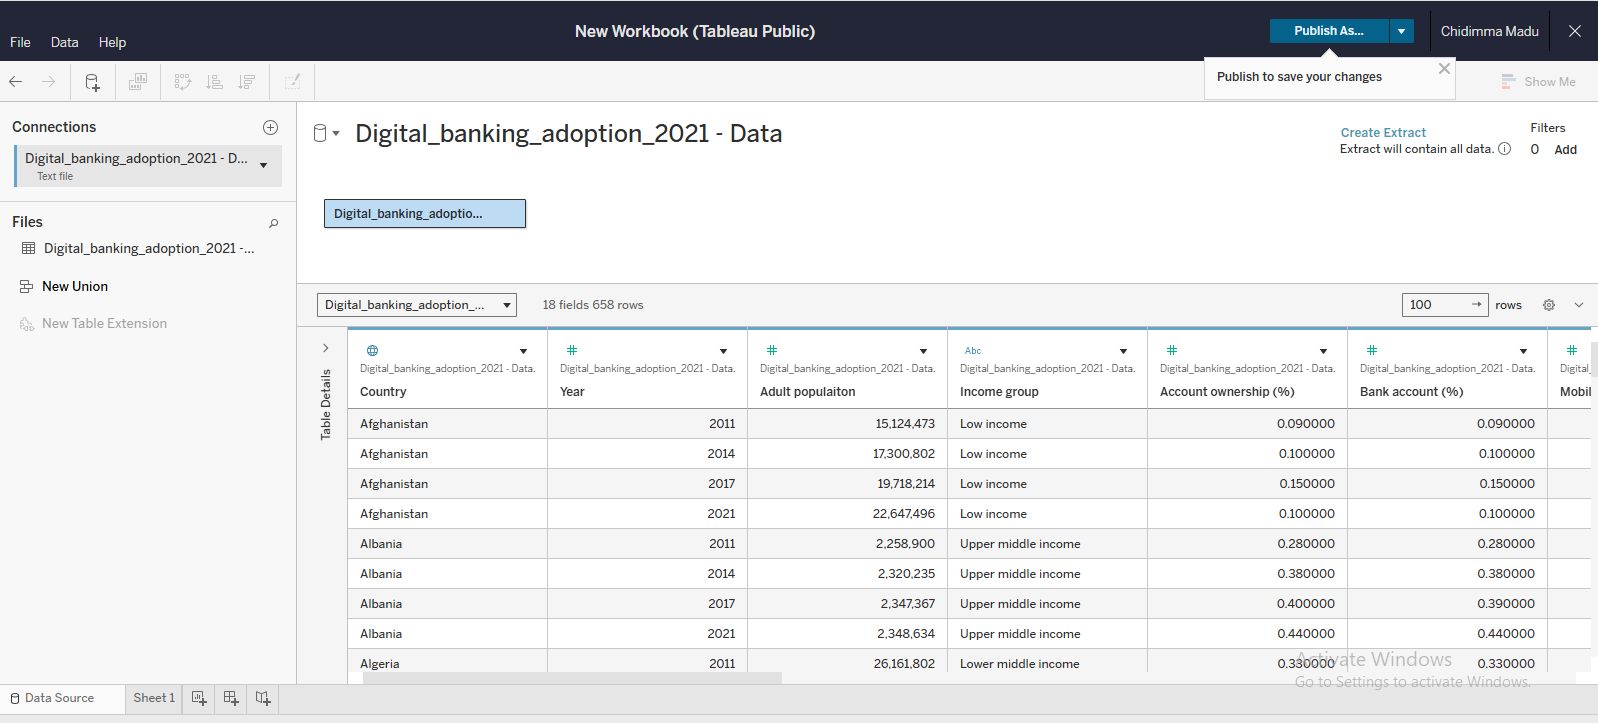 New Workbook (Tableau Public)
File Data Help
Publish As...
Chidimma Madu
Publish to save your changes
Show Me
Connections
Digital_banking_adoption_2021 - D...
Text file
Files
Digital_banking_adoption_2021 -...
New Union
New Table Extension
Digital_banking_adoption_2021 - Data
Create Extract
Extract will contain all data.
Filters
0 Add
Digital_banking_adoptio...
Digital_banking_adoption_... 18 fields 658 rows 100 rows
Table Details
Abc
Digital_banking_adoption_2021 - Data. Digital_banking_adoption_2021 - Data. Digital_banking_adoption_2021 - Data. Digital_banking_adoption_2021 - Data. Digital_banking_adoption_2021 - Data. Digital_banking_adoption_2021 - Data. Digital_
Country Year Adult populaiton Income group Account ownership (%) Bank account (%) Mobil
Afghanistan 2011 15,124,473 Low income 0.090000 0.090000
Afghanistan 2014 17,300,802 Low income 0.100000 0.100000
Afghanistan 2017 19,718,214 Low income 0.150000 0.150000
Afghanistan 2021 22,647,496 Low income 0.100000 0.100000
Albania 2011 2,258,900 Upper middle income 0.280000 0.280000
Albania 2014 2,320,235 Upper middle income 0.380000 0.380000
Albania 2017 2,347,367 Upper middle income 0.400000 0.390000
Albania 2021 2,348,634 Upper middle income 0.440000 0.440000
Algeria 2011 26,161,802 Lower middle income 0.330000 0.330000
Activate Windows
Go to Settings to activate Windows.
Data Source Sheet 1